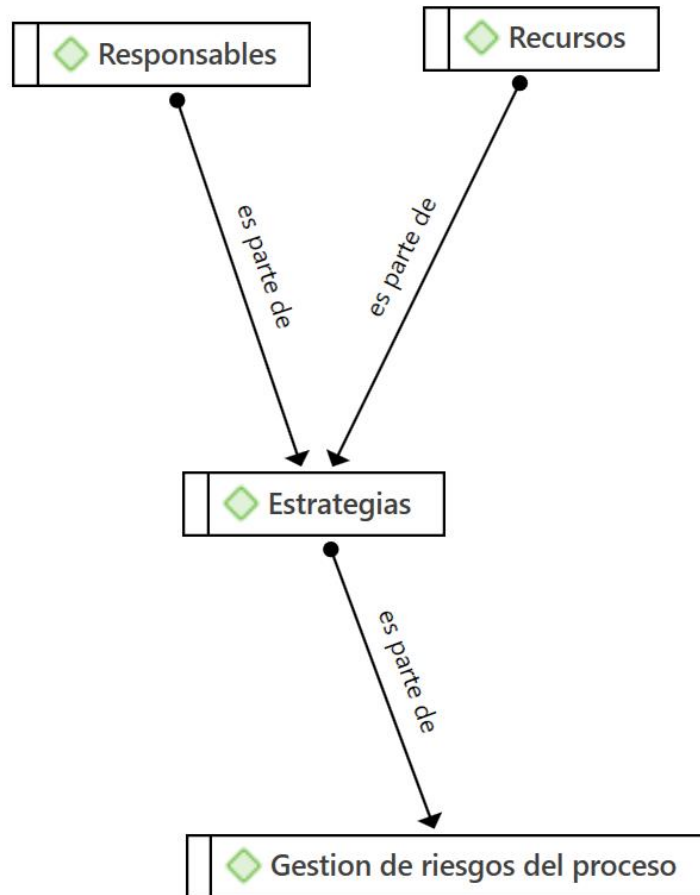 Responsables
Recursos
es parte de
es parte de
Estrategias
es parte de
Gestion de riesgos del proceso